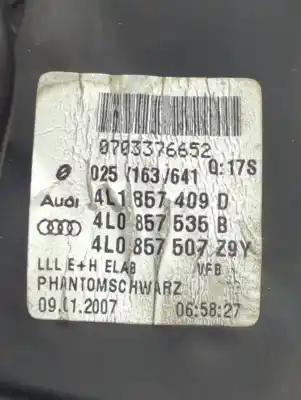 0703376652
025/163/641 Q:17S
Audi 4L1 857 409 D
4L0 857 535 B
4L0 857 507 Z9Y
LLL E+H ELAB VFB
PHANTOMSCHWARZ
09.01.2007 06:58:27